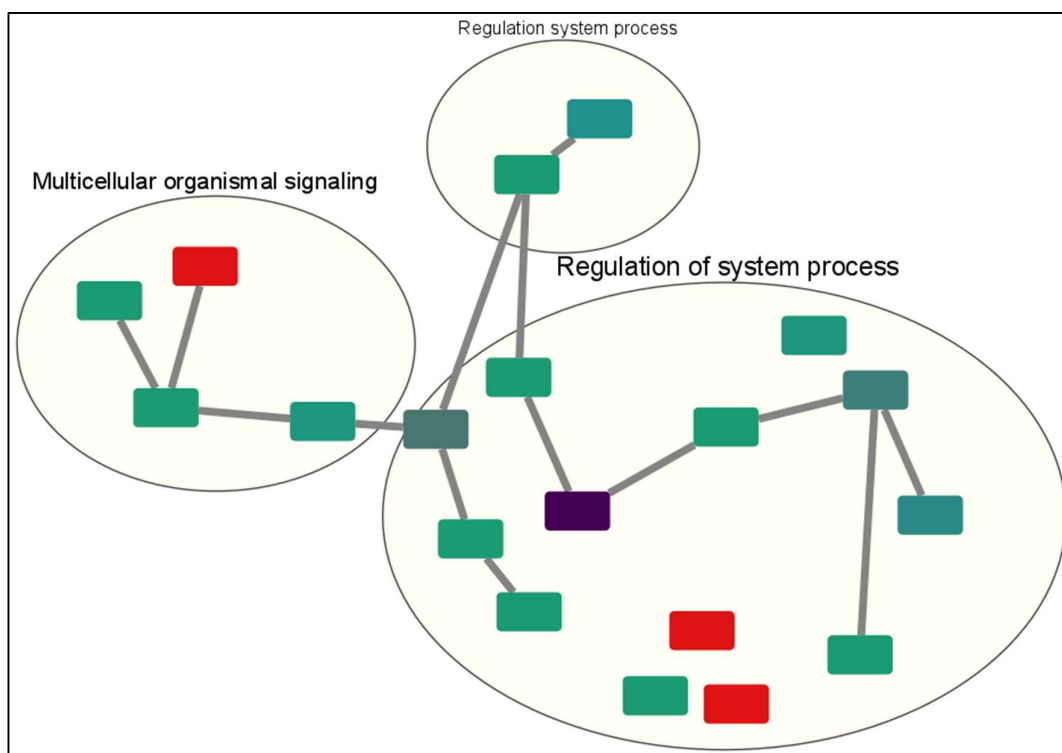 Regulation system process
Multicellular organismal signaling
Regulation of system process